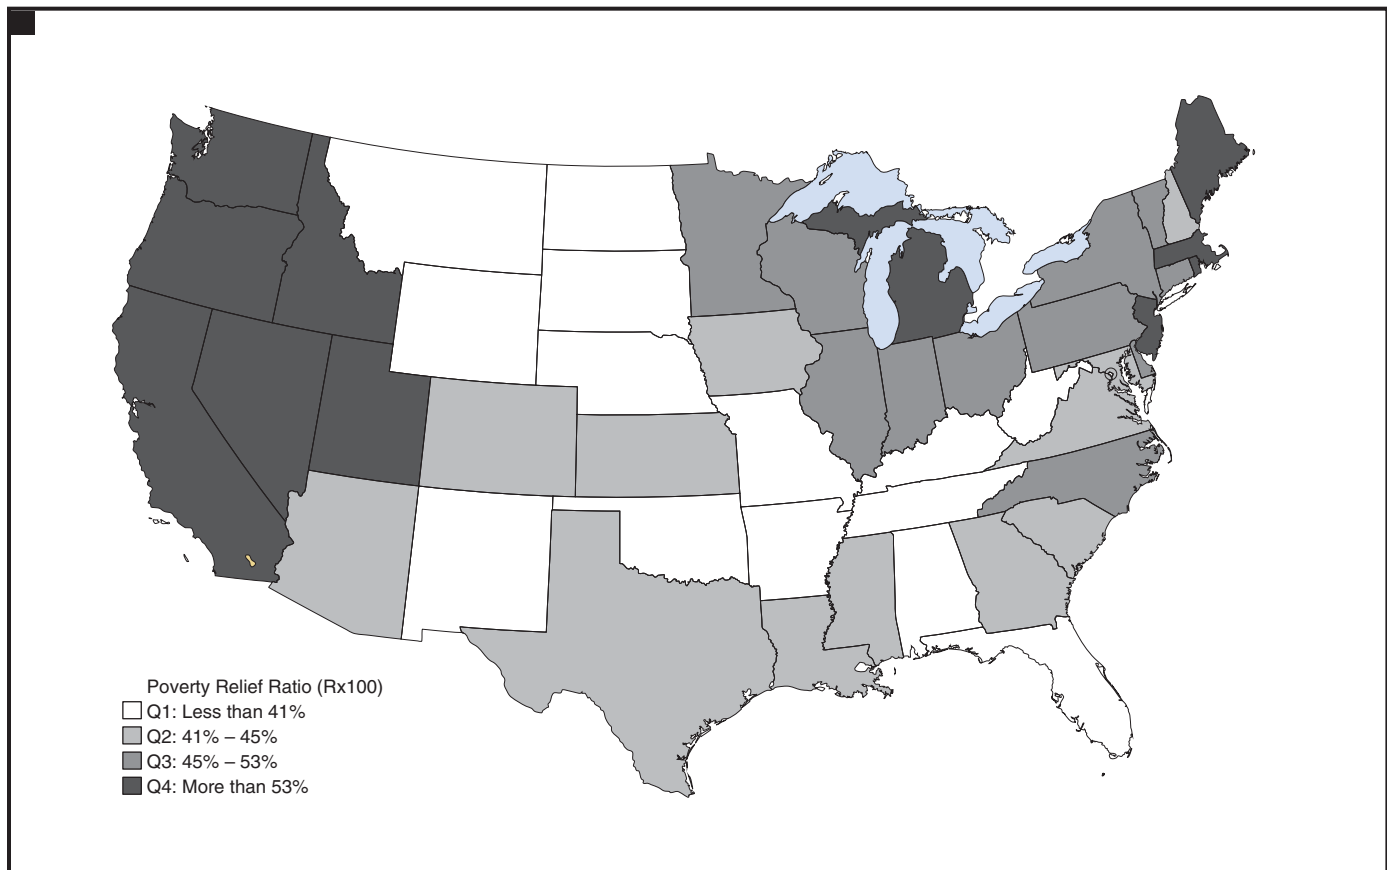 Poverty Relief Ratio (Rx100)
Q1: Less than 41%
Q2: 41% – 45%
Q3: 45% – 53%
Q4: More than 53%